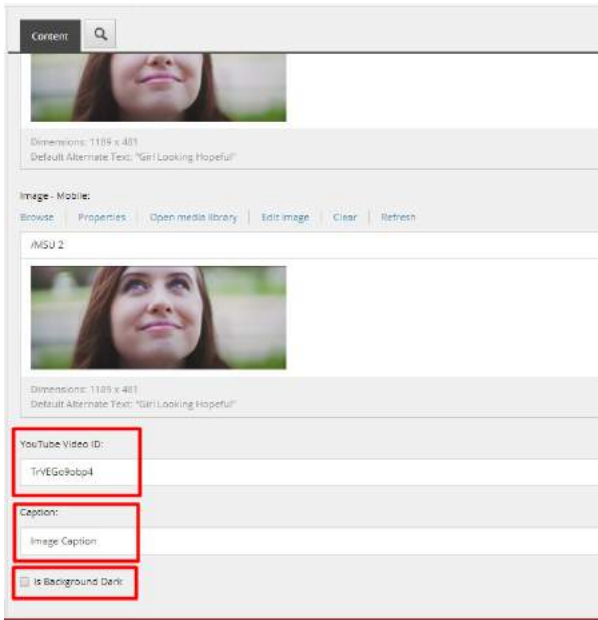 Content
Dimensions: 1189 x 481
Default Alternate Text: "Girl Looking Hopeful"
Image - Mobile:
Browse Properties Open media library Edit image Clear Refresh
/MSU 2
Dimensions: 1189 x 481
Default Alternate Text: "Girl Looking Hopeful"
YouTube Video ID:
TrVEGo9obp4
Caption:
Image Caption
Is Background Dark